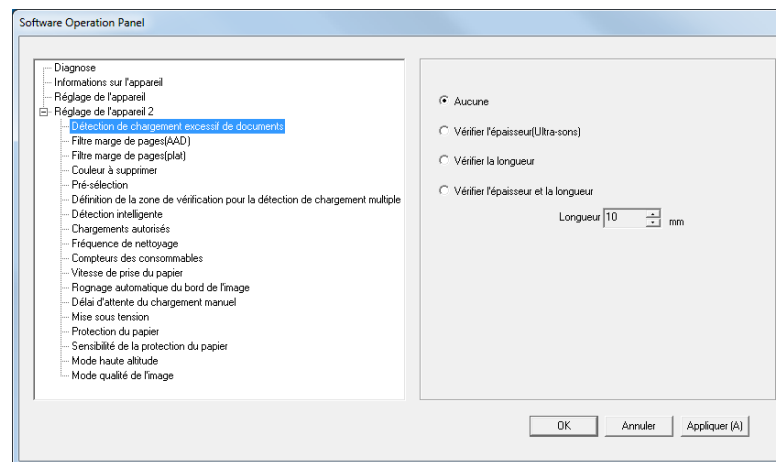 Software Operation Panel
Diagnose
Informations sur l'appareil
Réglage de l'appareil
Réglage de l'appareil 2
Détection de chargement excessif de documents
Filtre marge de pages(AAD)
Filtre marge de pages(plat)
Couleur à supprimer
Pré-sélection
Définition de la zone de vérification pour la détection de chargement multiple
Détection intelligente
Chargements autorisés
Fréquence de nettoyage
Compteurs des consommables
Vitesse de prise du papier
Rognage automatique du bord de l'image
Délai d'attente du chargement manuel
Mise sous tension
Protection du papier
Sensibilité de la protection du papier
Mode haute altitude
Mode qualité de l'image
Aucune
Vérifier l'épaisseur(Ultra-sons)
Vérifier la longueur
Vérifier l'épaisseur et la longueur
Longueur 10 mm
OK Annuler Appliquer (A)